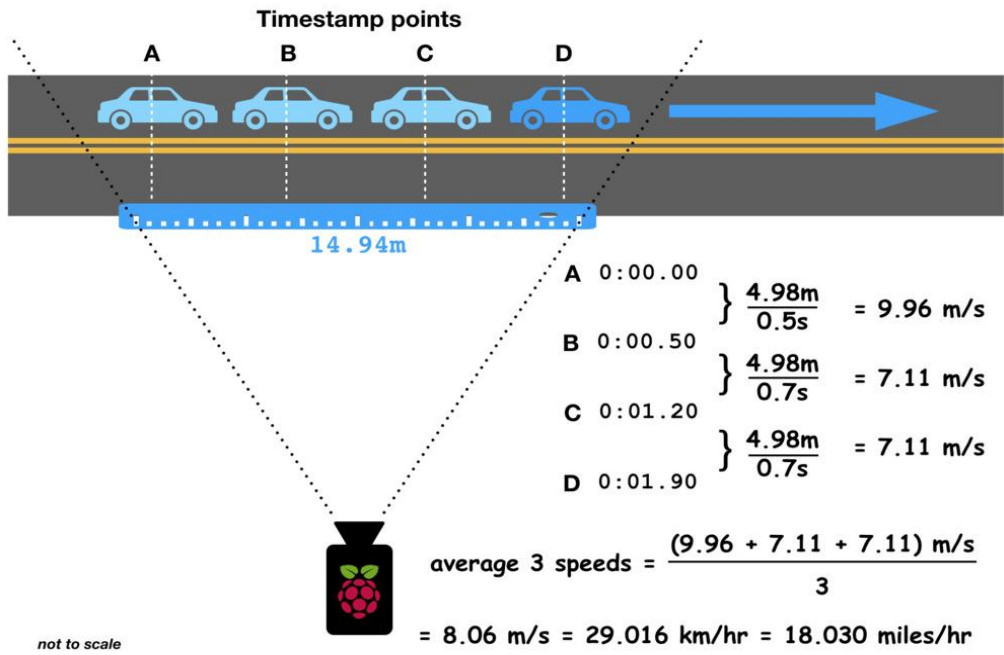 Timestamp points
A B C D
14.94m
A 0:00.00
} 4.98m / 0.5s = 9.96 m/s
B 0:00.50
} 4.98m / 0.7s = 7.11 m/s
C 0:01.20
} 4.98m / 0.7s = 7.11 m/s
D 0:01.90
average 3 speeds = (9.96 + 7.11 + 7.11) m/s / 3
= 8.06 m/s = 29.016 km/hr = 18.030 miles/hr
not to scale